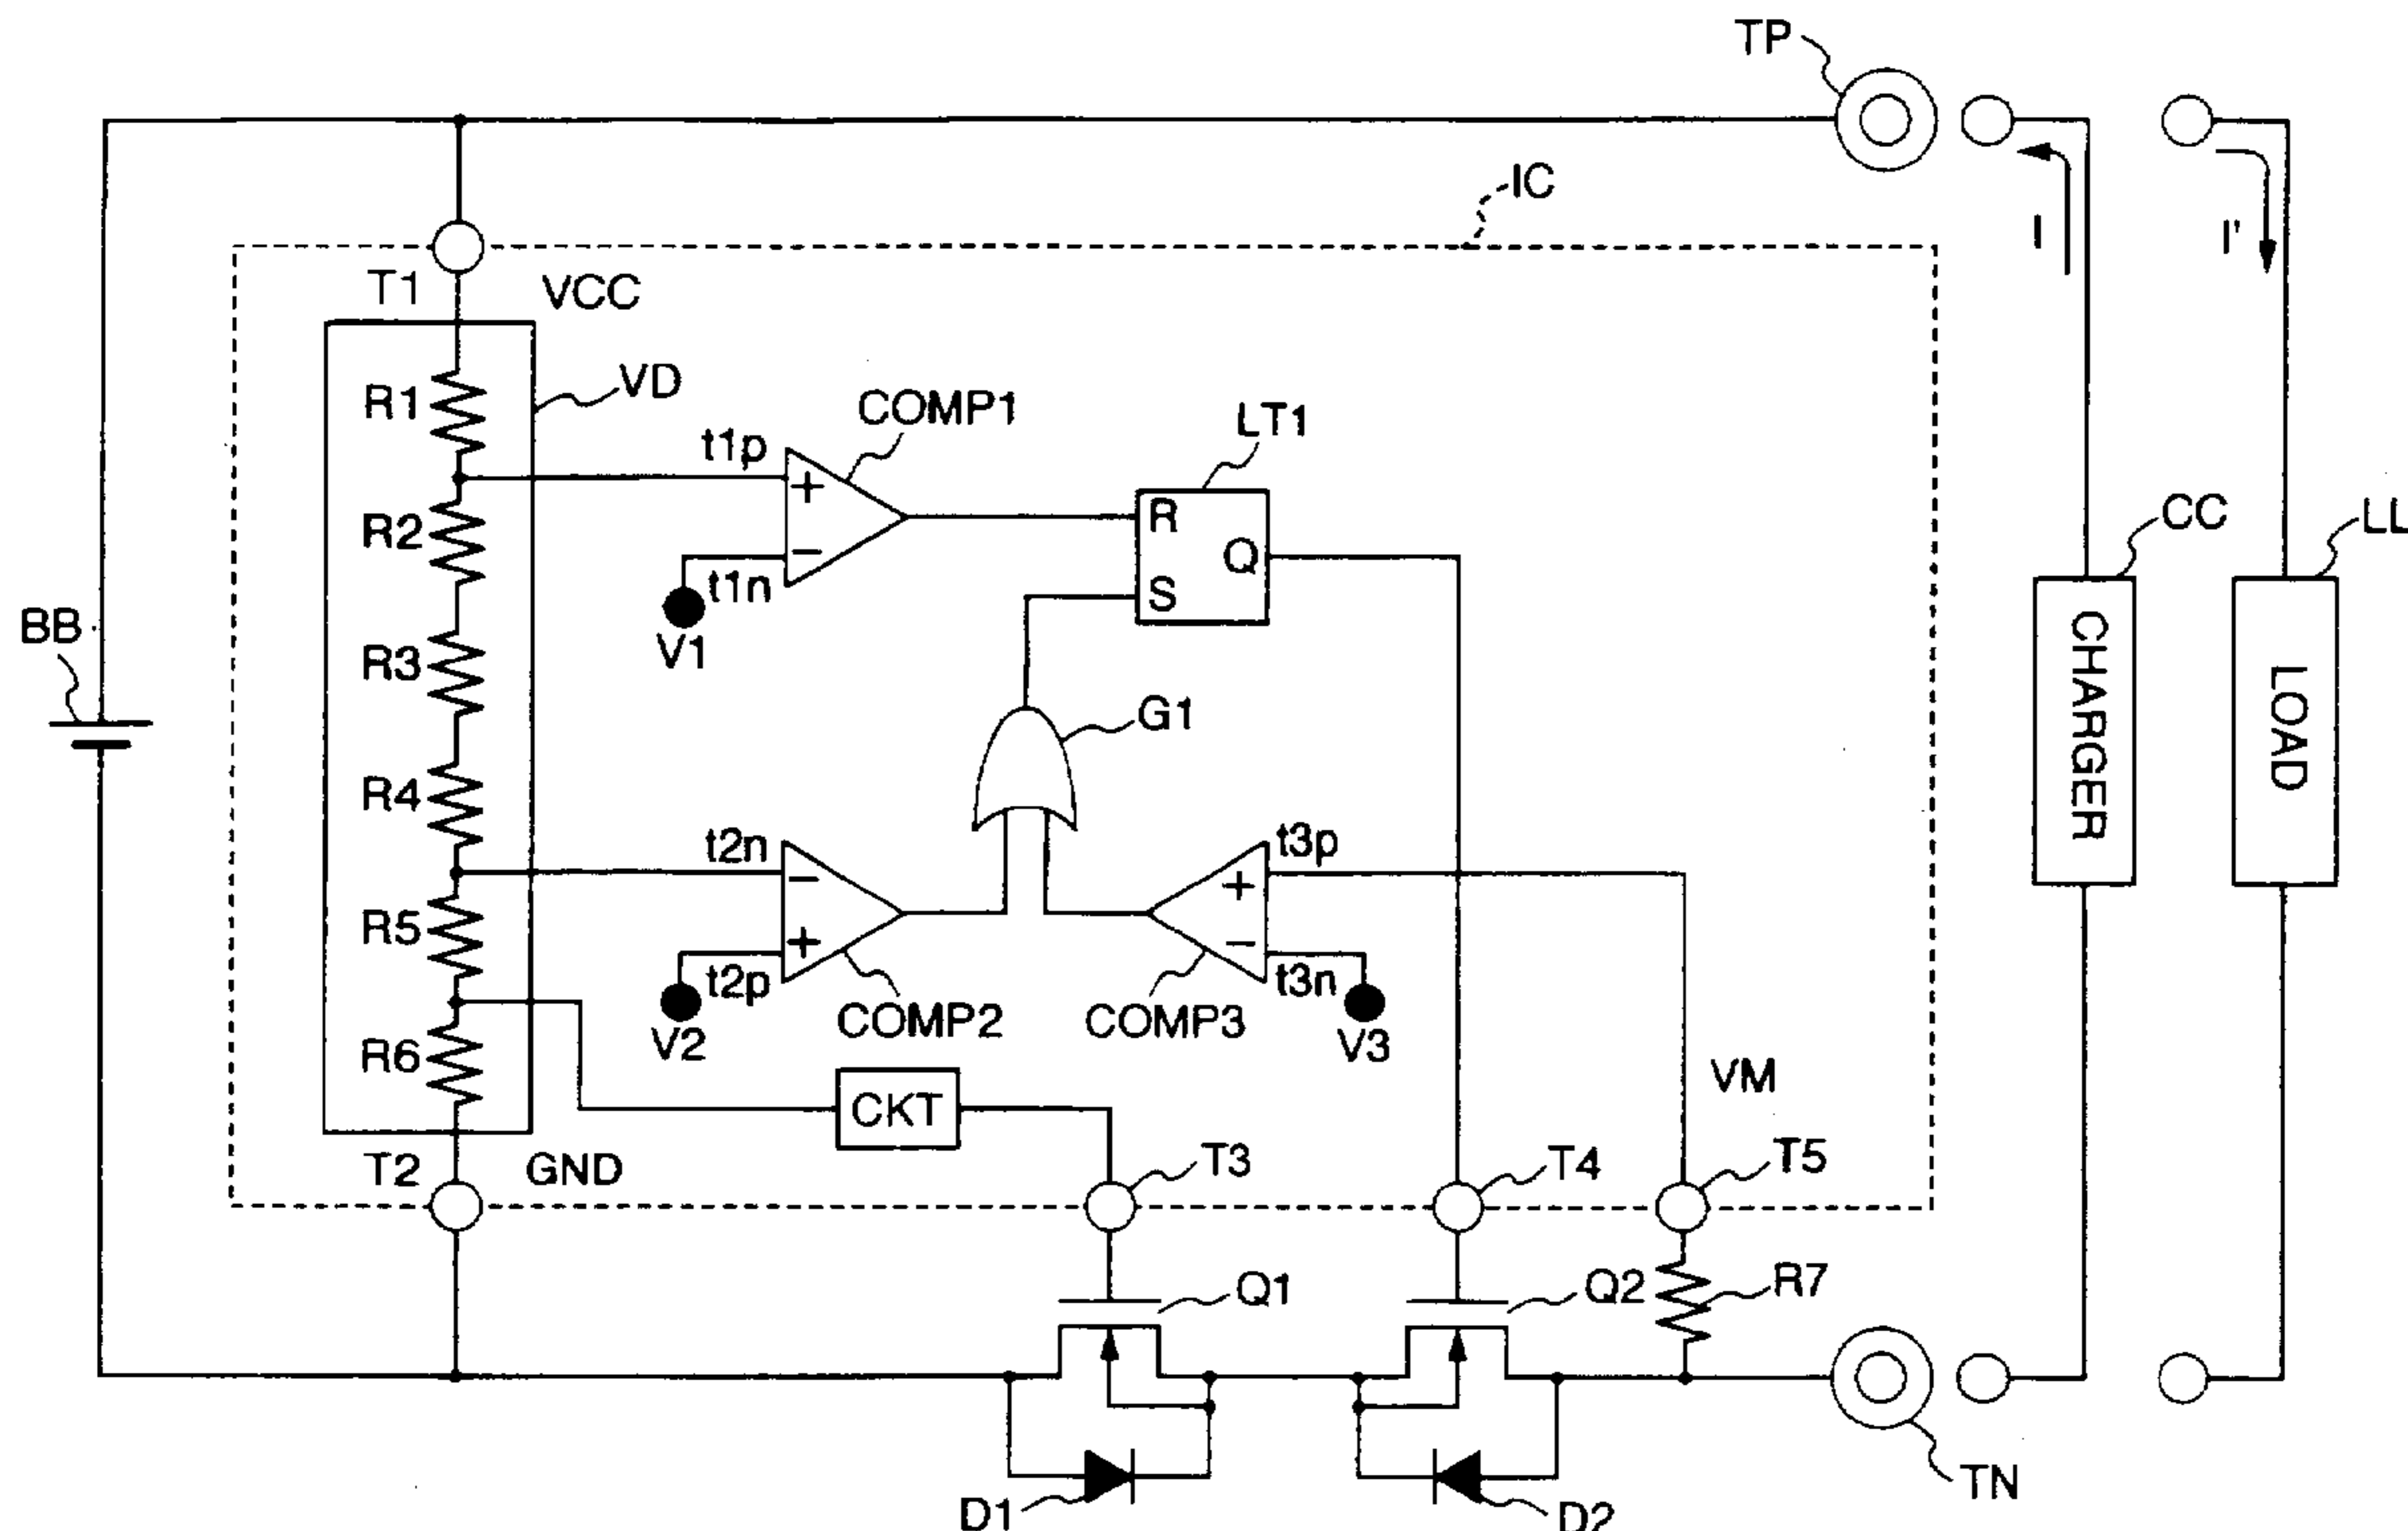 TP
IC
I
I'
T1
VCC
R1
VD
COMP1
LT1
t1p
+
−
t1n
V1
R
S
Q
R2
CC
LL
BB
R3
CHARGER
LOAD
G1
R4
t2n
−
+
t2p
V2
COMP2
t3p
+
−
t3n
V3
COMP3
R5
R6
CKT
VM
T2
GND
T3
T4
T5
Q1
Q2
R7
D1
D2
TN